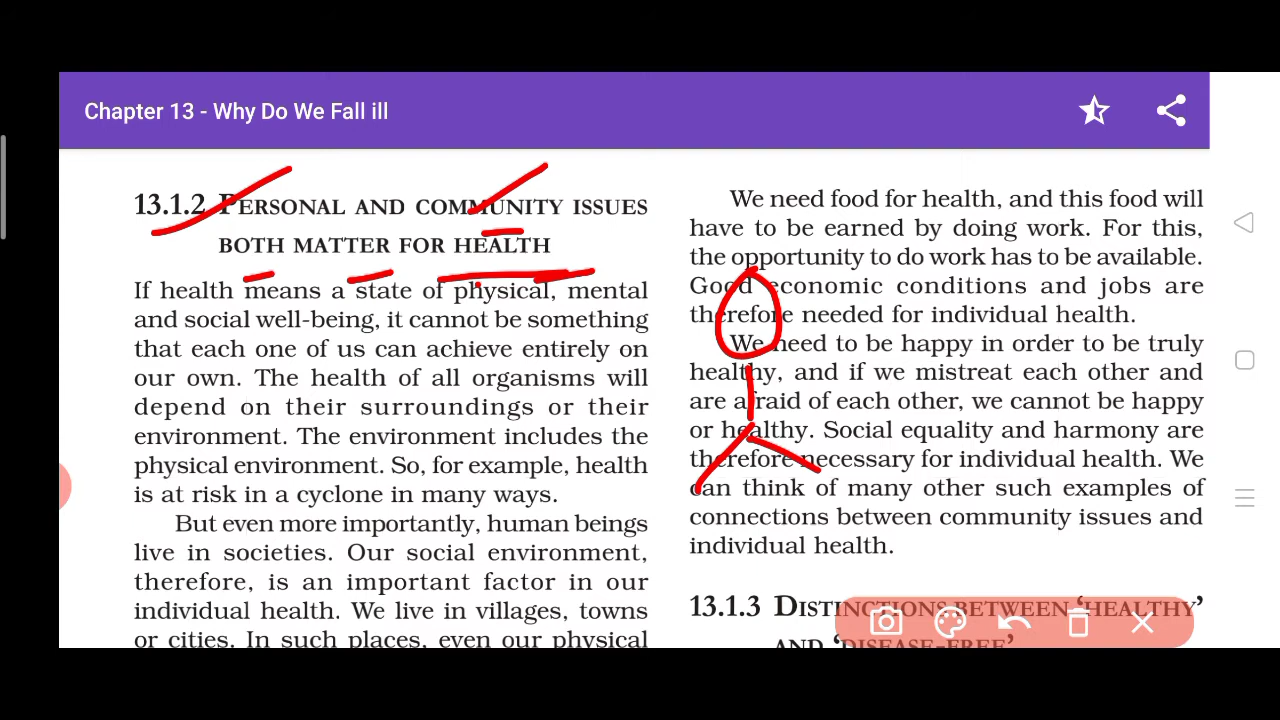 Chapter 13 - Why Do We Fall ill
13.1.2 PERSONAL AND COMMUNITY ISSUES
BOTH MATTER FOR HEALTH
If health means a state of physical, mental
and social well-being, it cannot be something
that each one of us can achieve entirely on
our own. The health of all organisms will
depend on their surroundings or their
environment. The environment includes the
physical environment. So, for example, health
is at risk in a cyclone in many ways.
But even more importantly, human beings
live in societies. Our social environment,
therefore, is an important factor in our
individual health. We live in villages, towns
or cities. In such places, even our physical
We need food for health, and this food will
have to be earned by doing work. For this,
the opportunity to do work has to be available.
Good economic conditions and jobs are
therefore needed for individual health.
We need to be happy in order to be truly
healthy, and if we mistreat each other and
are afraid of each other, we cannot be happy
or healthy. Social equality and harmony are
therefore necessary for individual health. We
can think of many other such examples of
connections between community issues and
individual health.
13.1.3 DISTINCTIONS BETWEEN ‘HEALTHY’
AND ‘DISEASE-FREE’